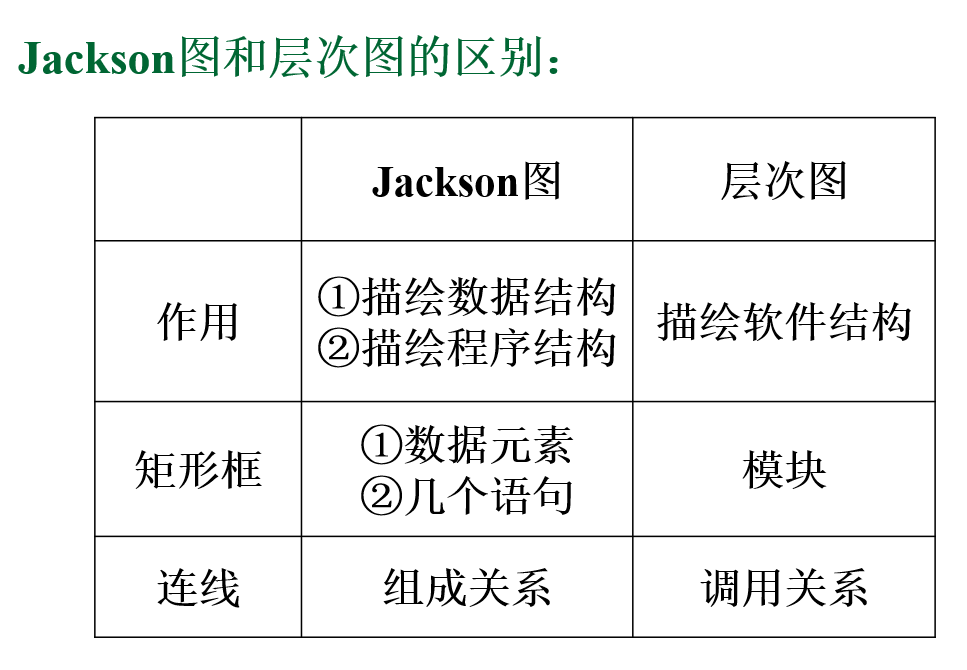 Jackson图和层次图的区别：
Jackson图
层次图
作用
①描绘数据结构
②描绘程序结构
描绘软件结构
矩形框
①数据元素
②几个语句
模块
连线
组成关系
调用关系